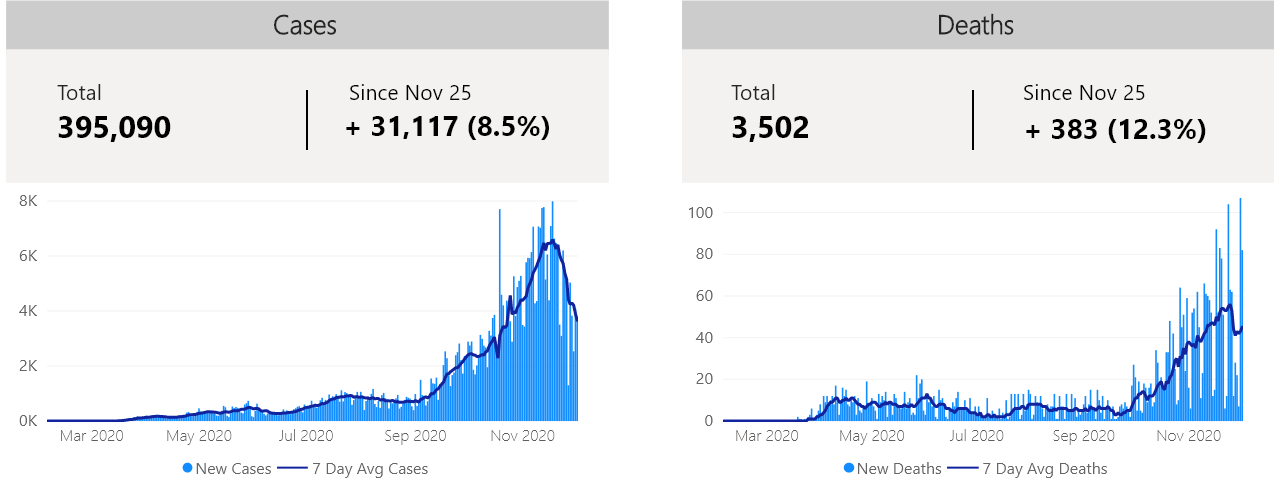 Cases
Total
395,090
Since Nov 25
+ 31,117 (8.5%)
8K
6K
4K
2K
0K
Mar 2020 May 2020 Jul 2020 Sep 2020 Nov 2020
New Cases 7 Day Avg Cases
Deaths
Total
3,502
Since Nov 25
+ 383 (12.3%)
100
80
60
40
20
0
Mar 2020 May 2020 Jul 2020 Sep 2020 Nov 2020
New Deaths 7 Day Avg Deaths